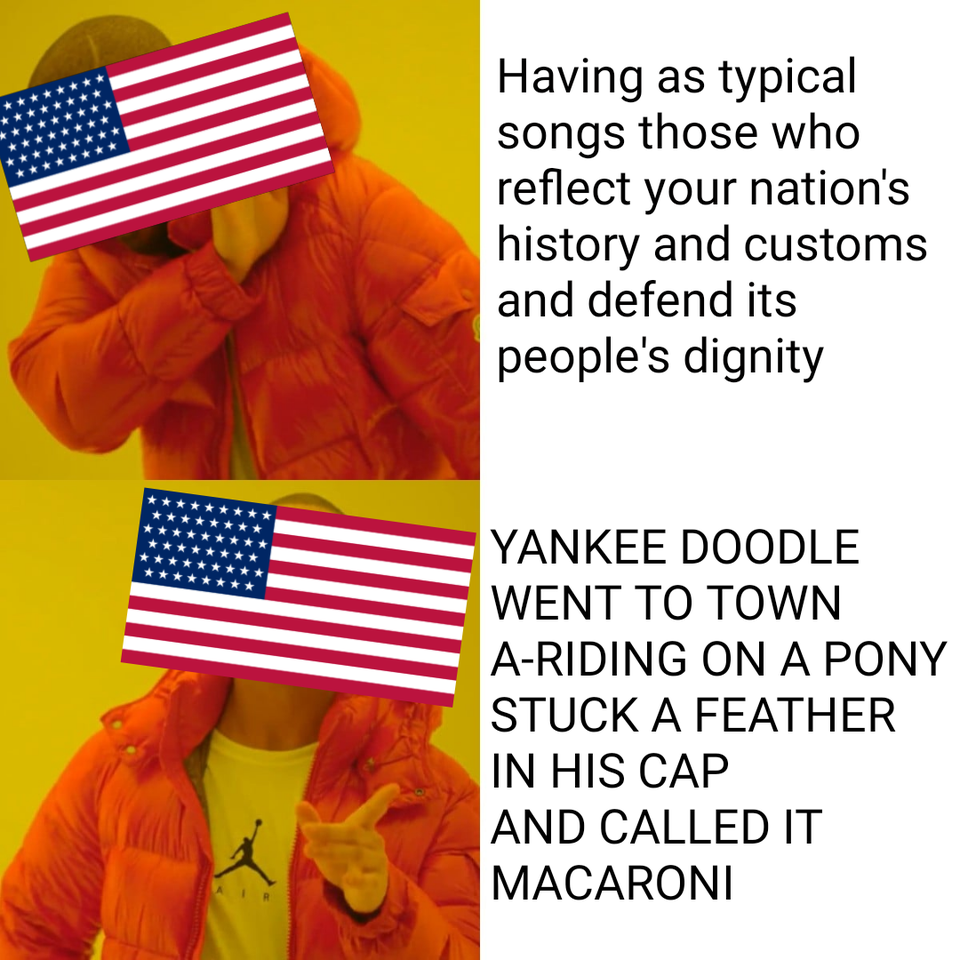 Having as typical
songs those who
reflect your nation's
history and customs
and defend its
people's dignity
YANKEE DOODLE
WENT TO TOWN
A-RIDING ON A PONY
STUCK A FEATHER
IN HIS CAP
AND CALLED IT
MACARONI
AIR